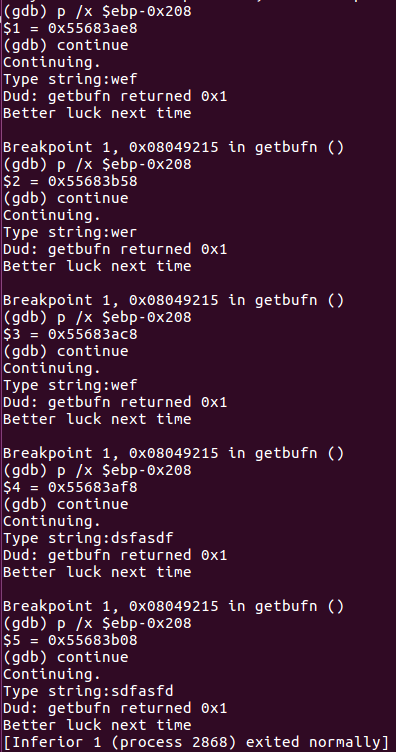 (gdb) p /x $ebp-0x208
$1 = 0x55683ae8
(gdb) continue
Continuing.
Type string:wef
Dud: getbufn returned 0x1
Better luck next time
Breakpoint 1, 0x08049215 in getbufn ()
(gdb) p /x $ebp-0x208
$2 = 0x55683b58
(gdb) continue
Continuing.
Type string:wer
Dud: getbufn returned 0x1
Better luck next time
Breakpoint 1, 0x08049215 in getbufn ()
(gdb) p /x $ebp-0x208
$3 = 0x55683ac8
(gdb) continue
Continuing.
Type string:wef
Dud: getbufn returned 0x1
Better luck next time
Breakpoint 1, 0x08049215 in getbufn ()
(gdb) p /x $ebp-0x208
$4 = 0x55683af8
(gdb) continue
Continuing.
Type string:dsfasdf
Dud: getbufn returned 0x1
Better luck next time
Breakpoint 1, 0x08049215 in getbufn ()
(gdb) p /x $ebp-0x208
$5 = 0x55683b08
(gdb) continue
Continuing.
Type string:sdfasfd
Dud: getbufn returned 0x1
Better luck next time
[Inferior 1 (process 2868) exited normally]